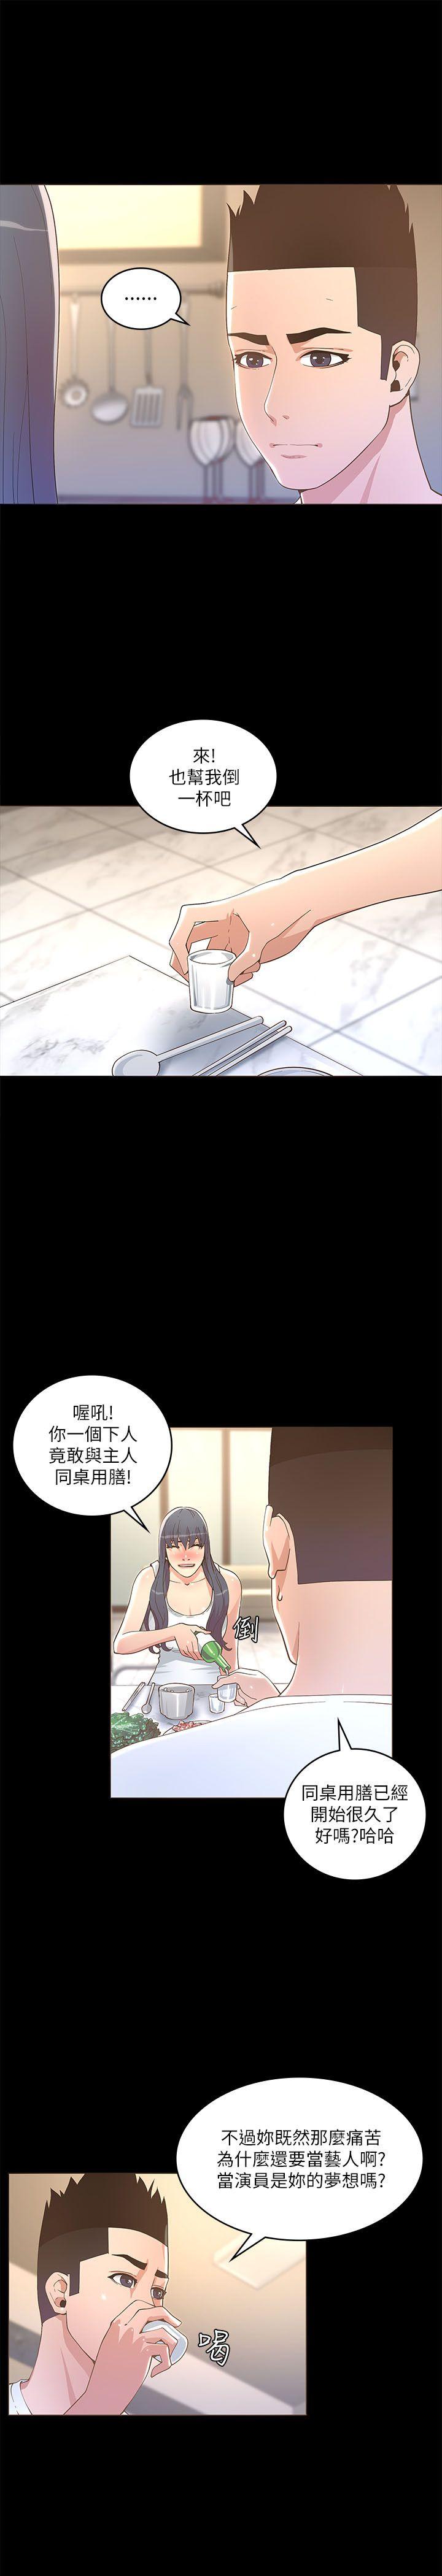 ······
來!
也幫我倒
一杯吧
喔吼!
你一個下人
竟敢與主人
同桌用膳!
倒
同桌用膳已經
開始很久了
好嗎?哈哈
不過妳既然那麼痛苦
為什麼還要當藝人啊?
當演員是妳的夢想嗎?
喝